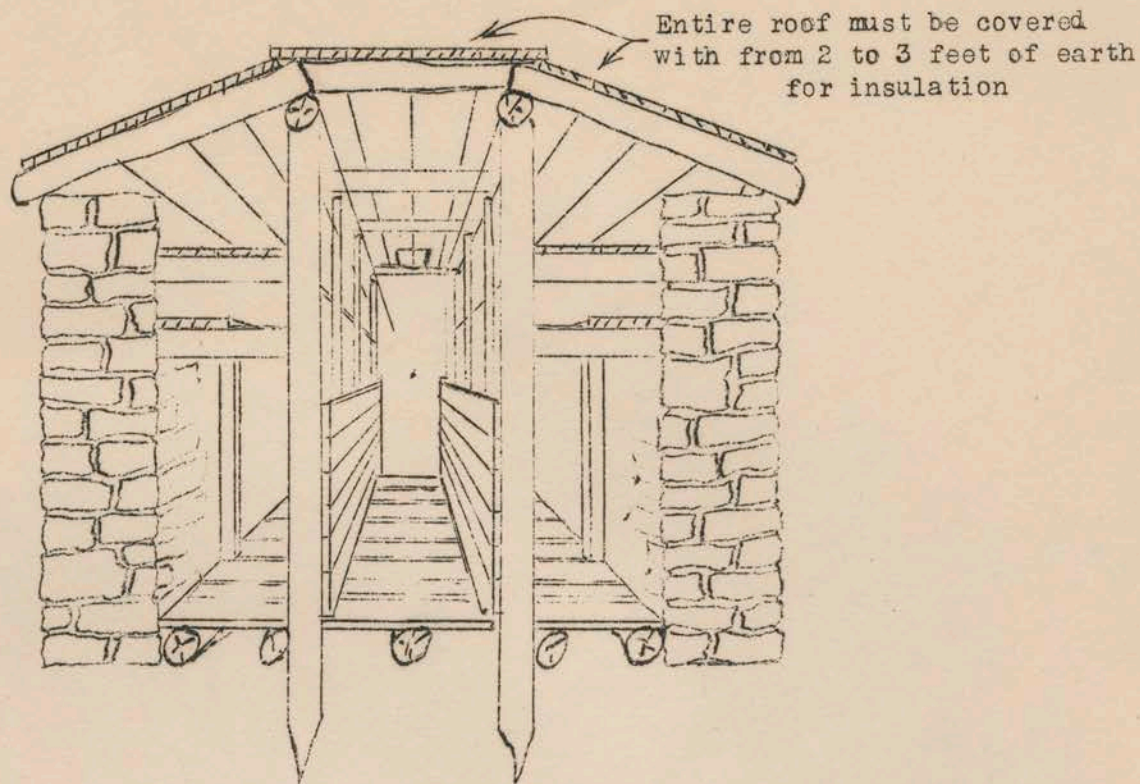 Entire roof must be covered
with from 2 to 3 feet of earth
for insulation